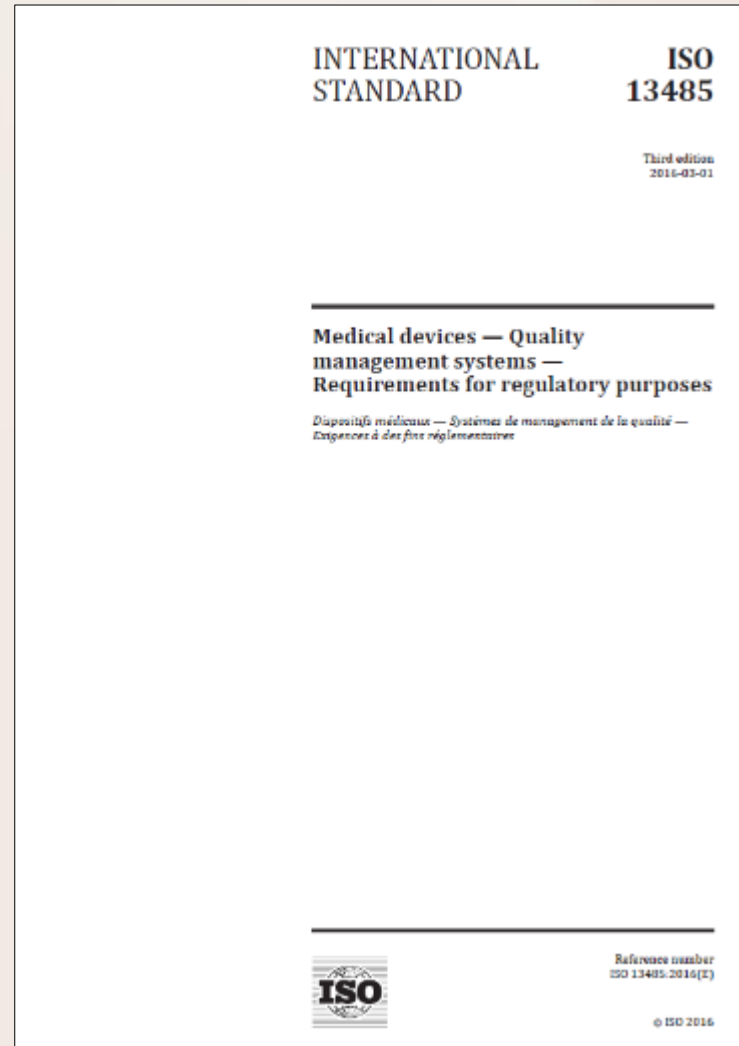 INTERNATIONAL
STANDARD
ISO
13485
Third edition
2016-03-01
Medical devices — Quality
management systems —
Requirements for regulatory purposes
Dispositifs médicaux — Systèmes de management de la qualité —
Exigences à des fins réglementaires
ISO
Reference number
ISO 13485:2016(E)
© ISO 2016